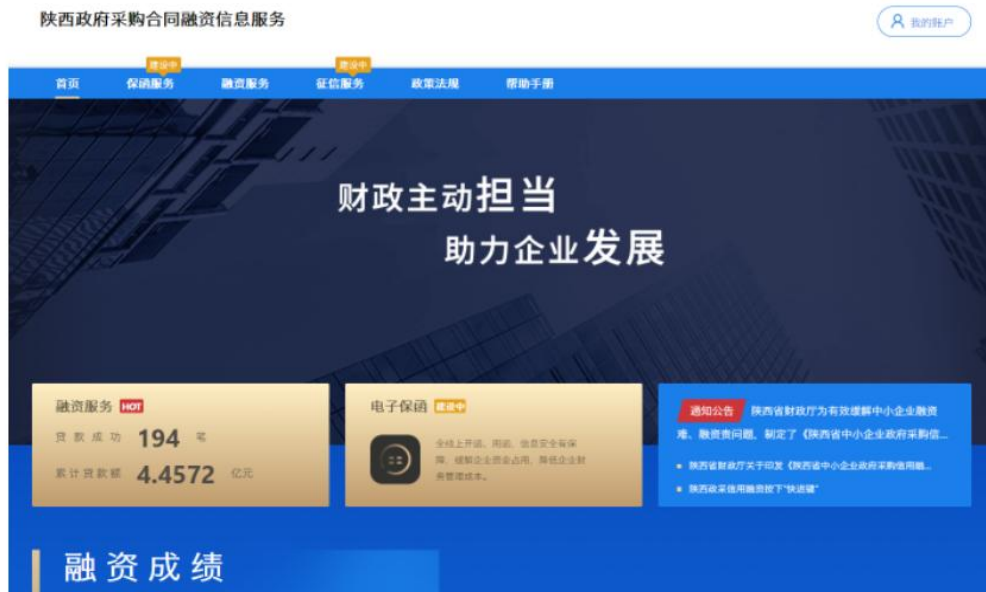 陕西政府采购合同融资信息服务
我的账户
建设中 建设中
首页 保函服务 融资服务 征信服务 政策法规 帮助手册
财政主动担当
助力企业发展
融资服务 HOT
贷款成功 194 笔
累计贷款额 4.4572 亿元
电子保函 建设中
全线上开函、用函、信息安全有保
障，缓解企业资金占用，降低企业财
务管理成本。
通知公告 陕西省财政厅为有效缓解中小企业融资
难、融资贵问题，制定了《陕西省中小企业政府采购信...
陕西省财政厅关于印发《陕西省中小企业政府采购信用融...
陕西政采信用融资按下“快进键”
融资成绩